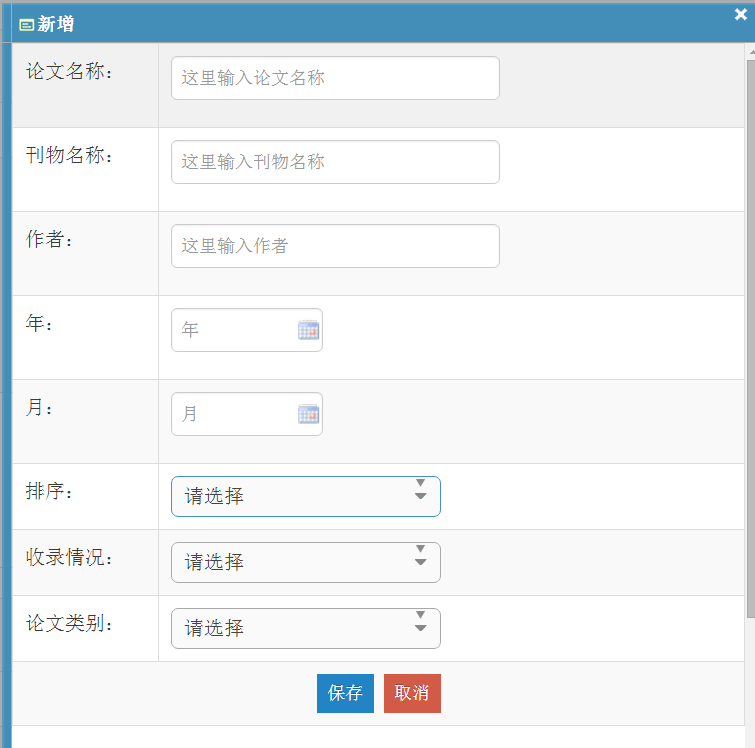 新增
论文名称：
这里输入论文名称
刊物名称：
这里输入刊物名称
作者：
这里输入作者
年：
年
月：
月
排序：
请选择
收录情况：
请选择
论文类别：
请选择
保存 取消